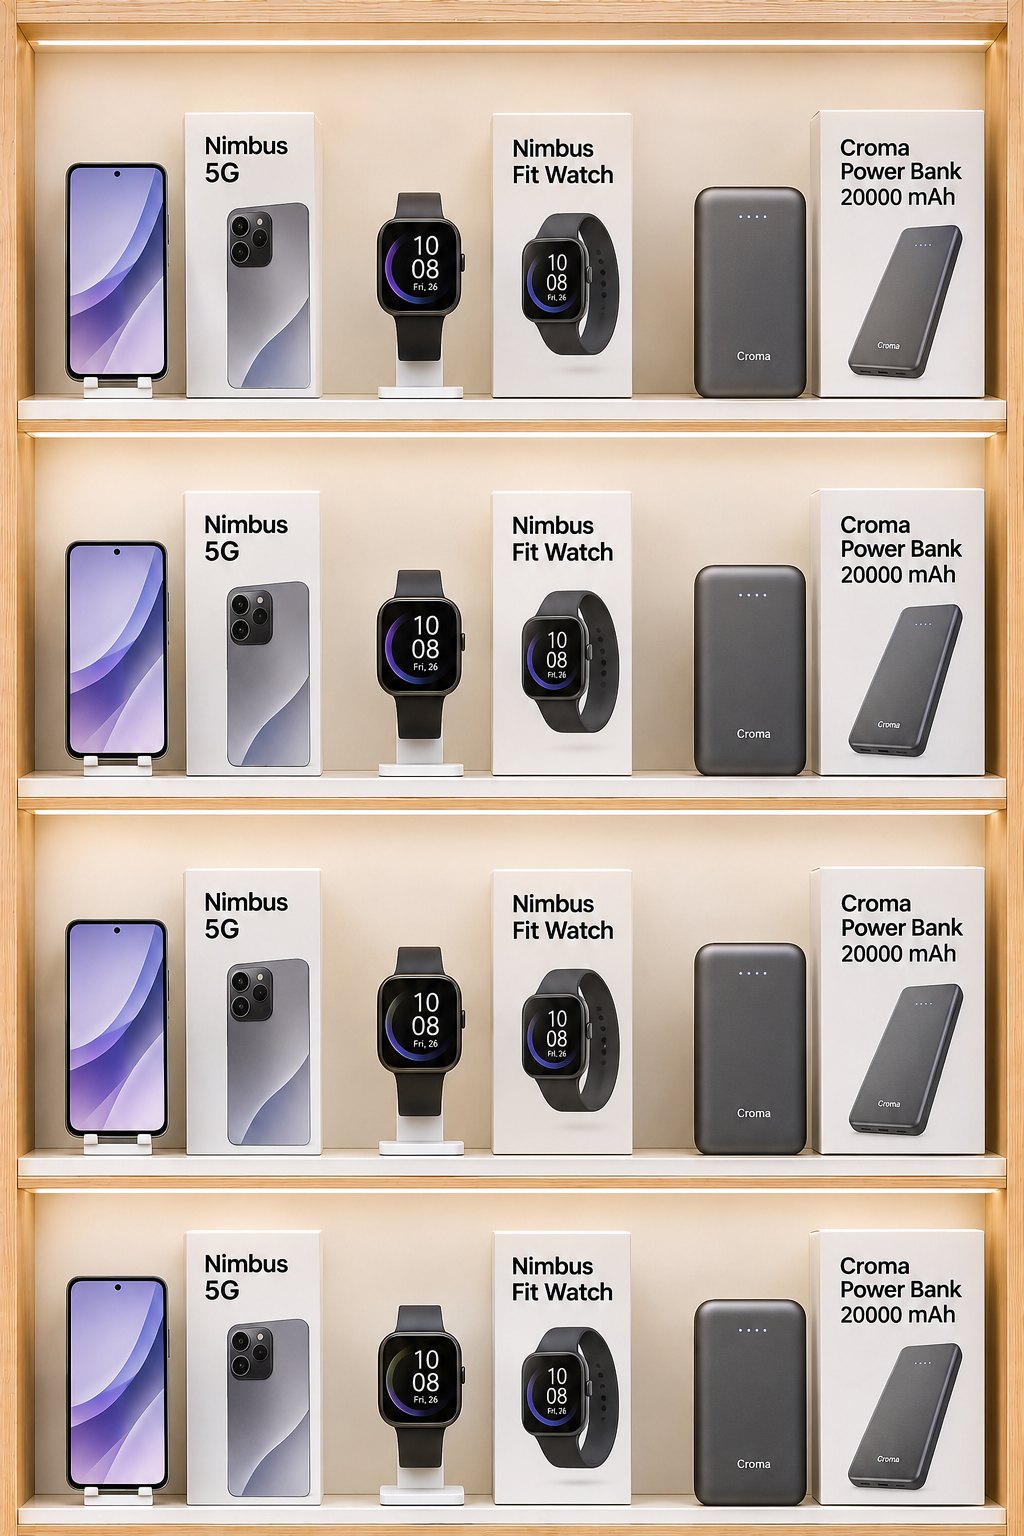 Nimbus
5G
10
08
Fri, 26
Nimbus
Fit Watch
10
08
Fri, 26
Croma
Croma
Power Bank
20000 mAh
Croma
Nimbus
5G
10
08
Fri, 26
Nimbus
Fit Watch
10
08
Fri, 26
Croma
Croma
Power Bank
20000 mAh
Croma
Nimbus
5G
10
08
Fri, 26
Nimbus
Fit Watch
10
08
Fri, 26
Croma
Croma
Power Bank
20000 mAh
Croma
Nimbus
5G
10
08
Fri, 26
Nimbus
Fit Watch
10
08
Fri, 26
Croma
Croma
Power Bank
20000 mAh
Croma